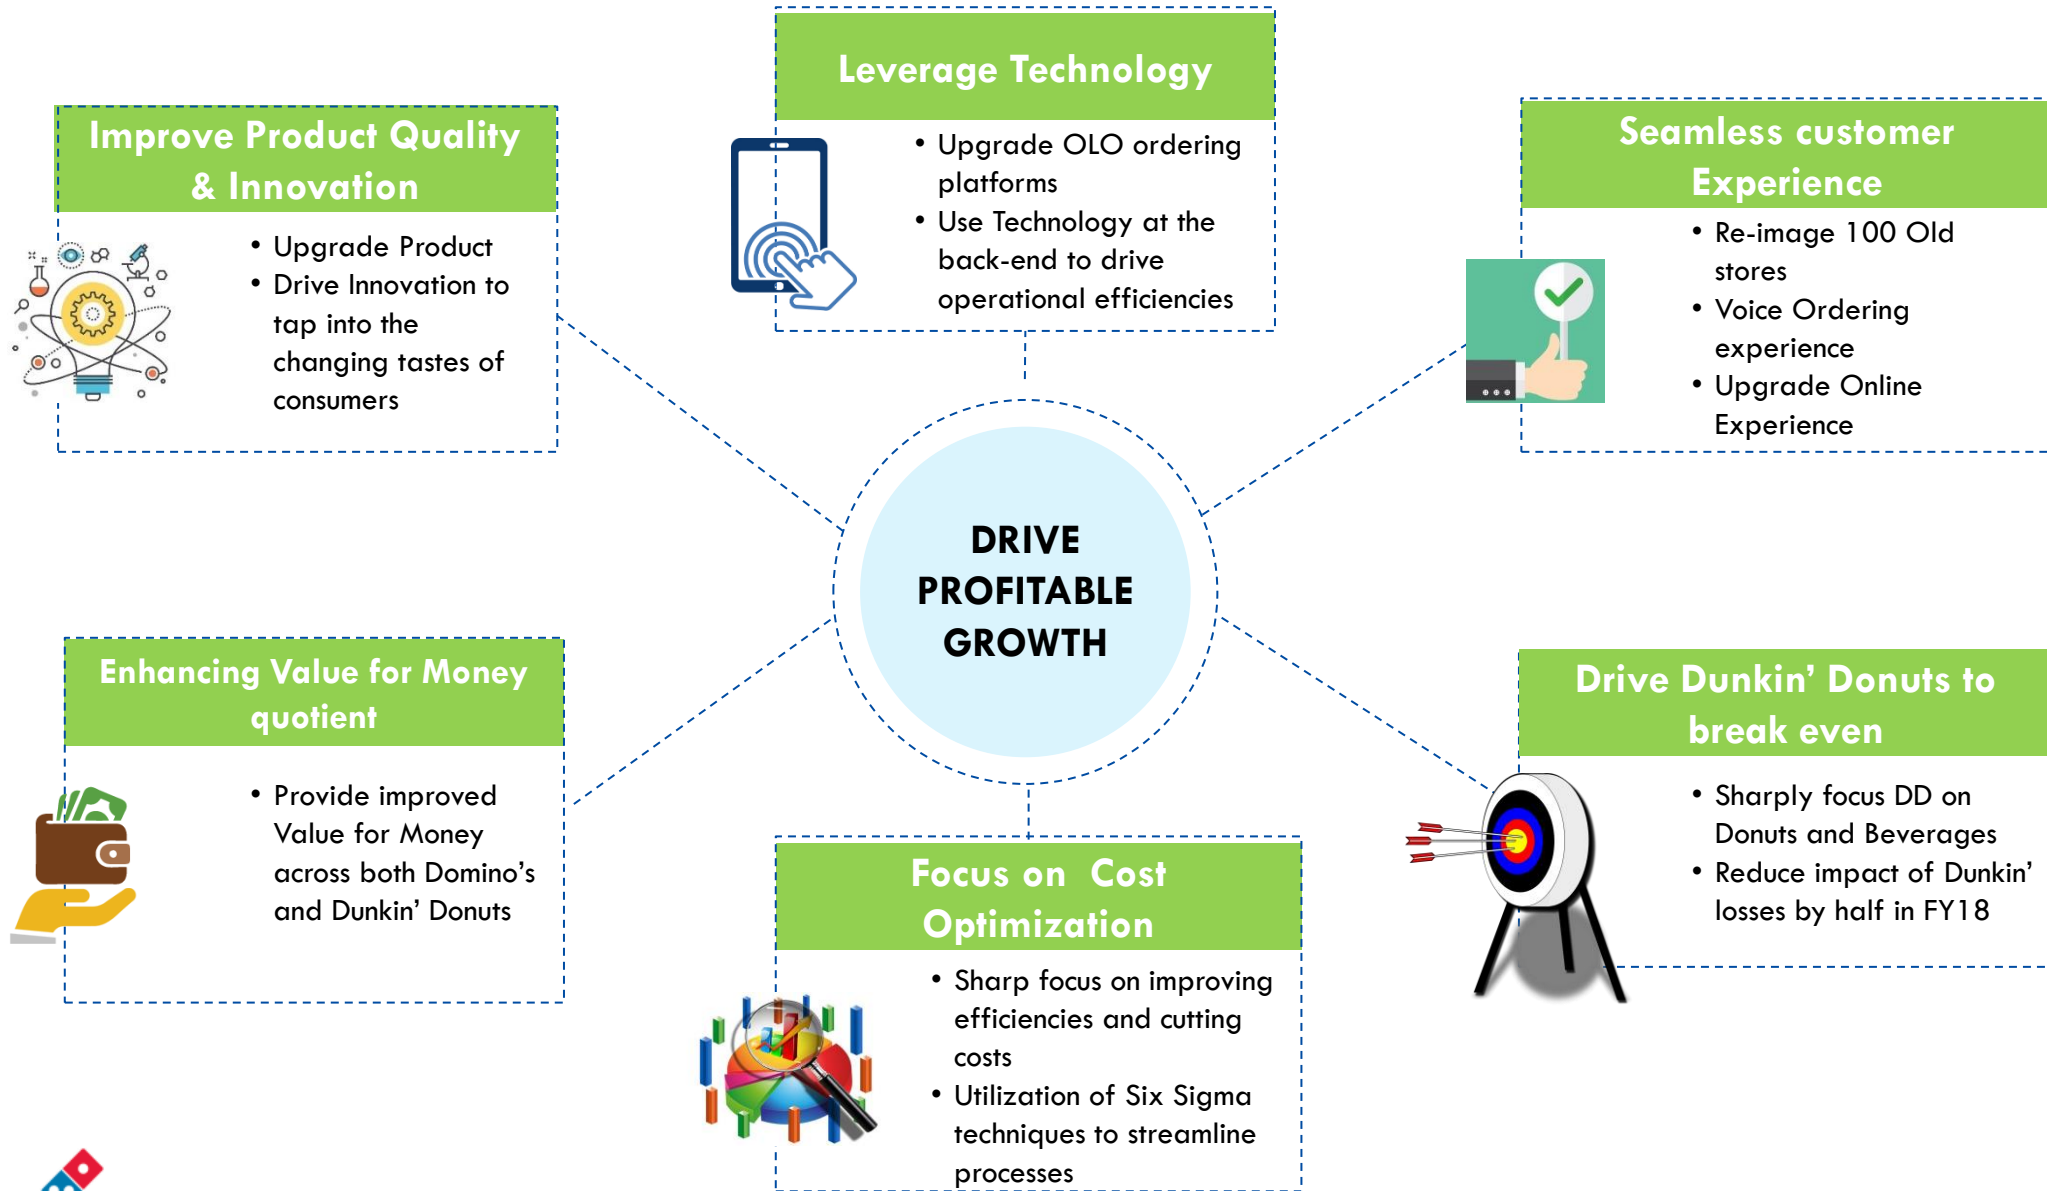 Leverage Technology
• Upgrade OLO ordering
platforms
• Use Technology at the
back-end to drive
operational efficiencies
Improve Product Quality
& Innovation
• Upgrade Product
• Drive Innovation to
tap into the
changing tastes of
consumers
Seamless customer
Experience
• Re-image 100 Old
stores
• Voice Ordering
experience
• Upgrade Online
Experience
DRIVE
PROFITABLE
GROWTH
Enhancing Value for Money
quotient
• Provide improved
Value for Money
across both Domino’s
and Dunkin’ Donuts
Focus on  Cost
Optimization
• Sharp focus on improving
efficiencies and cutting
costs
• Utilization of Six Sigma
techniques to streamline
processes
Drive Dunkin’ Donuts to
break even
• Sharply focus DD on
Donuts and Beverages
• Reduce impact of Dunkin’
losses by half in FY18